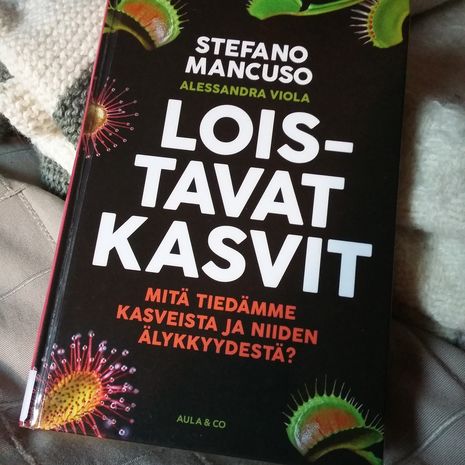 STEFANO
MANCUSO
ALESSANDRA VIOLA
LOIS-
TAVAT
KASVIT
MITÄ TIEDÄMME
KASVEISTA JA NIIDEN
ÄLYKKYYDESTÄ?
AULA & CO